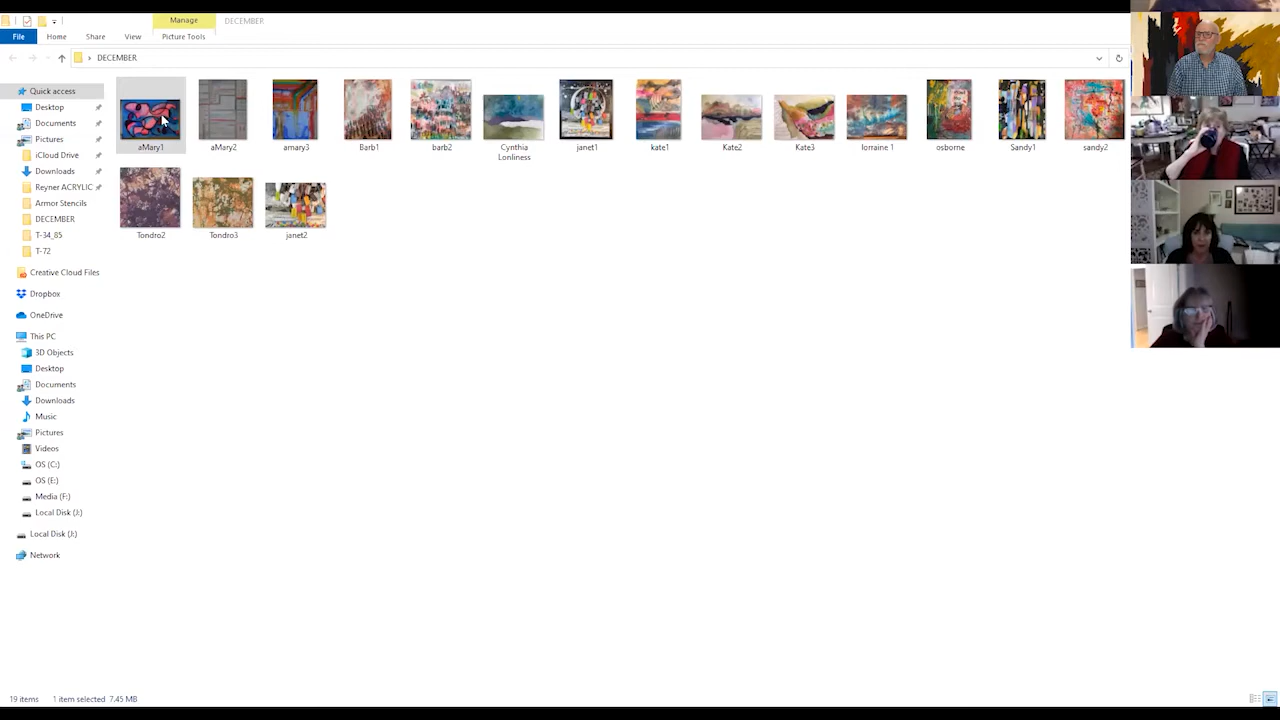 Manage
DECEMBER
File
Home
Share
View
Picture Tools
DECEMBER
Quick access
Desktop
Documents
Pictures
iCloud Drive
Downloads
Reyner ACRYLIC
Armor Stencils
DECEMBER
T-34_85
T-72
Creative Cloud Files
Dropbox
OneDrive
This PC
3D Objects
Desktop
Documents
Downloads
Music
Pictures
Videos
OS (C:)
OS (E:)
Media (F:)
Local Disk (J:)
Local Disk (J:)
Network
aMary1
aMary2
amary3
Barb1
barb2
Cynthia
Lonliness
janet1
kate1
Kate2
Kate3
lorraine 1
osborne
Sandy1
sandy2
Tondro2
Tondro3
janet2
19 items
1 item selected 7.45 MB